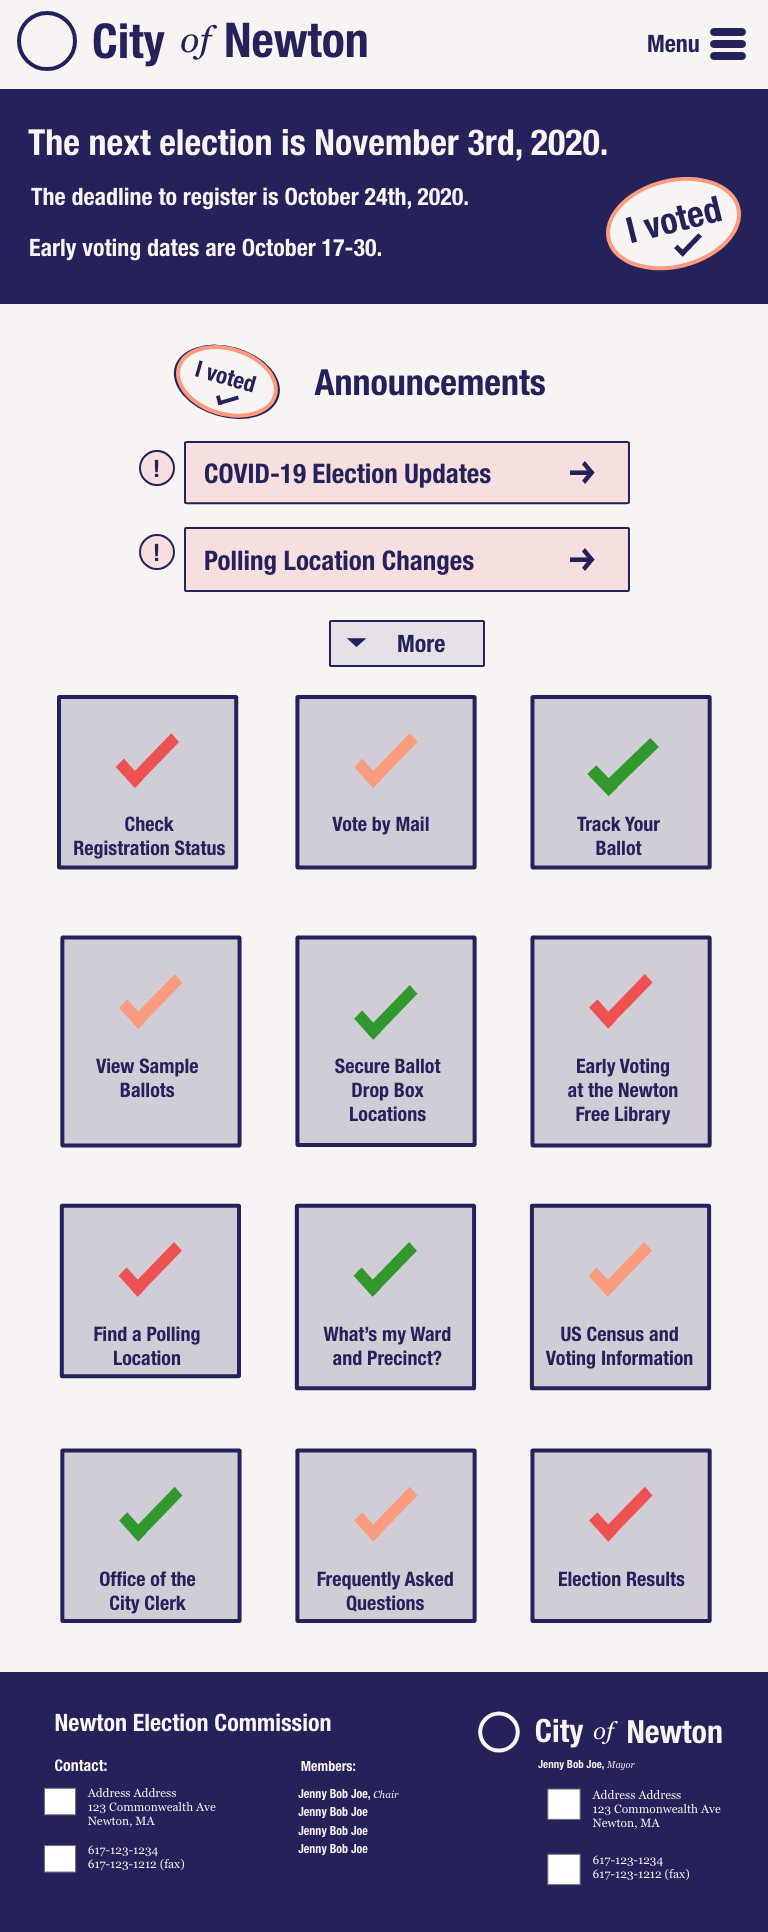 City of Newton
Menu
The next election is November 3rd, 2020.
The deadline to register is October 24th, 2020.
Early voting dates are October 17-30.
I voted
I voted
Announcements
! COVID-19 Election Updates
! Polling Location Changes
More
Check
Registration Status
Vote by Mail
Track Your
Ballot
View Sample
Ballots
Secure Ballot
Drop Box
Locations
Early Voting
at the Newton
Free Library
Find a Polling
Location
What's my Ward
and Precinct?
US Census and
Voting Information
Office of the
City Clerk
Frequently Asked
Questions
Election Results
Newton Election Commission
Contact:
Address Address
123 Commonwealth Ave
Newton, MA
617-123-1234
617-123-1212 (fax)
Members:
Jenny Bob Joe, Chair
Jenny Bob Joe
Jenny Bob Joe
Jenny Bob Joe
City of Newton
Jenny Bob Joe, Mayor
Address Address
123 Commonwealth Ave
Newton, MA
617-123-1234
617-123-1212 (fax)